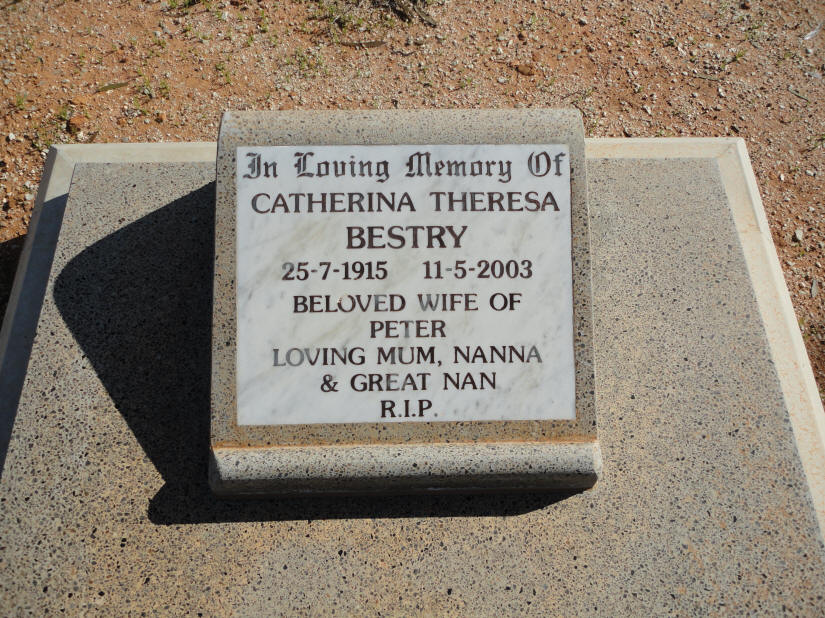 In Loving Memory Of
CATHERINA THERESA
BESTRY
25-7-1915 11-5-2003
BELOVED WIFE OF
PETER
LOVING MUM, NANNA
& GREAT NAN
R.I.P.